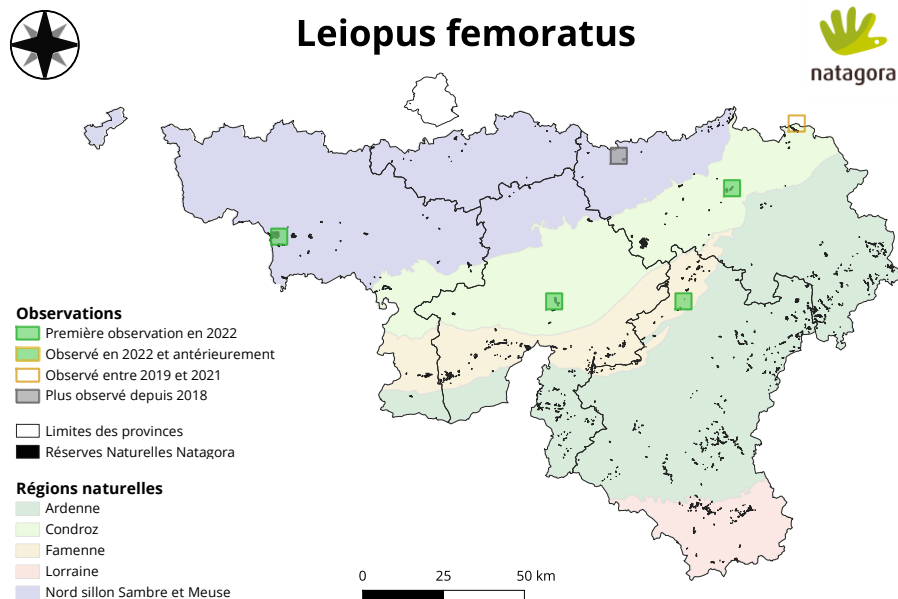 Leiopus femoratus
natagora
Observations
Première observation en 2022
Observé en 2022 et antérieurement
Observé entre 2019 et 2021
Plus observé depuis 2018
Limites des provinces
Réserves Naturelles Natagora
Régions naturelles
Ardenne
Condroz
Famenne
Lorraine
Nord sillon Sambre et Meuse
0 25 50 km